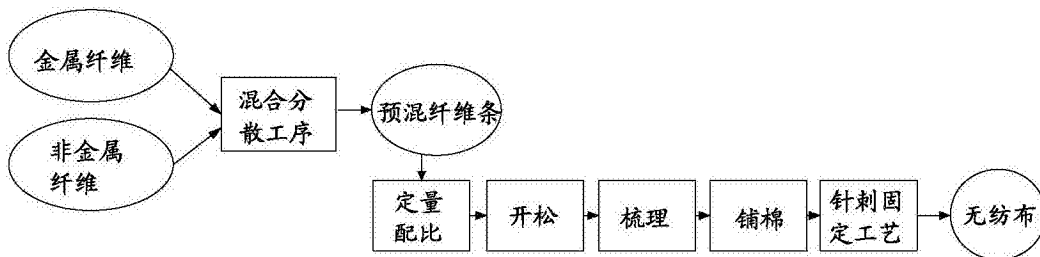 金属纤维
非金属
纤维
混合分
散工序
预混纤维条
定量
配比
开松
梳理
铺棉
针刺固
定工艺
无纺布